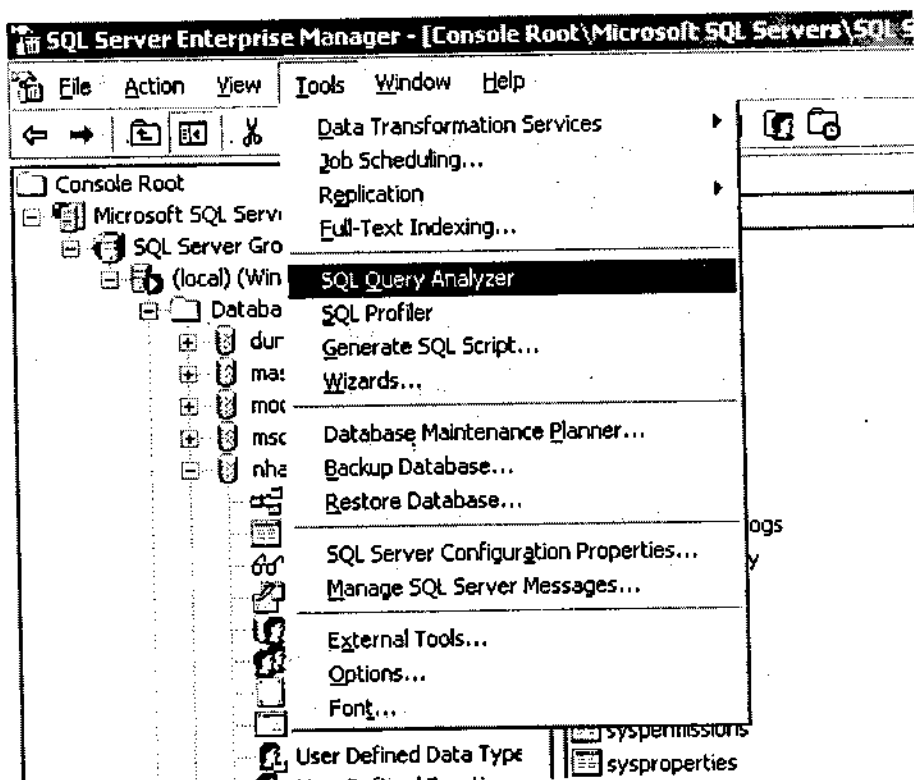 SQL Server Enterprise Manager - [Console Root\Microsoft SQL Servers\SQL S
File Action View Tools Window Help
Data Transformation Services
Job Scheduling...
Console Root
Replication
Microsoft SQL Serv
Full-Text Indexing...
SQL Server Gro
(local) (Win
SQL Query Analyzer
Databa
SQL Profiler
dur
Generate SQL Script...
mas
Wizards...
mod
msd
Database Maintenance Planner...
nha
Backup Database...
Restore Database...
ogs
SQL Server Configuration Properties...
y
Manage SQL Server Messages...
External Tools...
Options...
Font...
syspermissions
User Defined Data Type
sysproperties